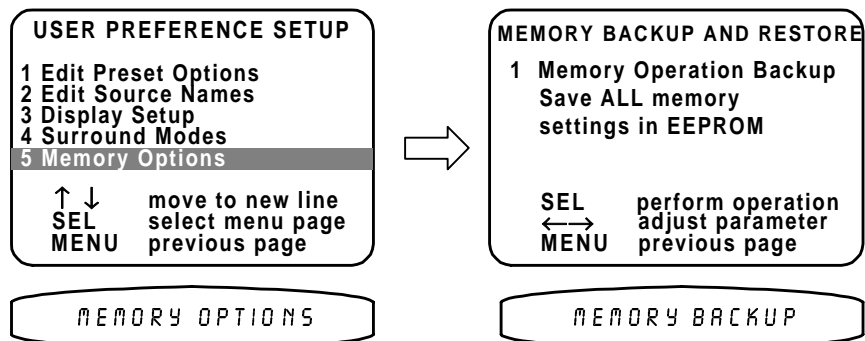 USER PREFERENCE SETUP
1 Edit Preset Options
2 Edit Source Names
3 Display Setup
4 Surround Modes
5 Memory Options
↑ ↓ move to new line
SEL select menu page
MENU previous page
MEMORY OPTIONS
MEMORY BACKUP AND RESTORE
1 Memory Operation Backup
Save ALL memory
settings in EEPROM
SEL perform operation
←→ adjust parameter
MENU previous page
MEMORY BACKUP